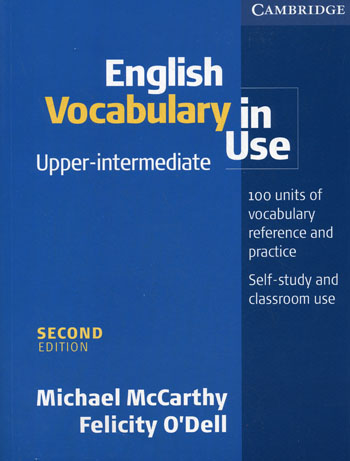 CAMBRIDGE
English
Vocabulary in
Use
Upper-intermediate
100 units of
vocabulary
reference and
practice
Self-study and
classroom use
SECOND
EDITION
Michael McCarthy
Felicity O'Dell